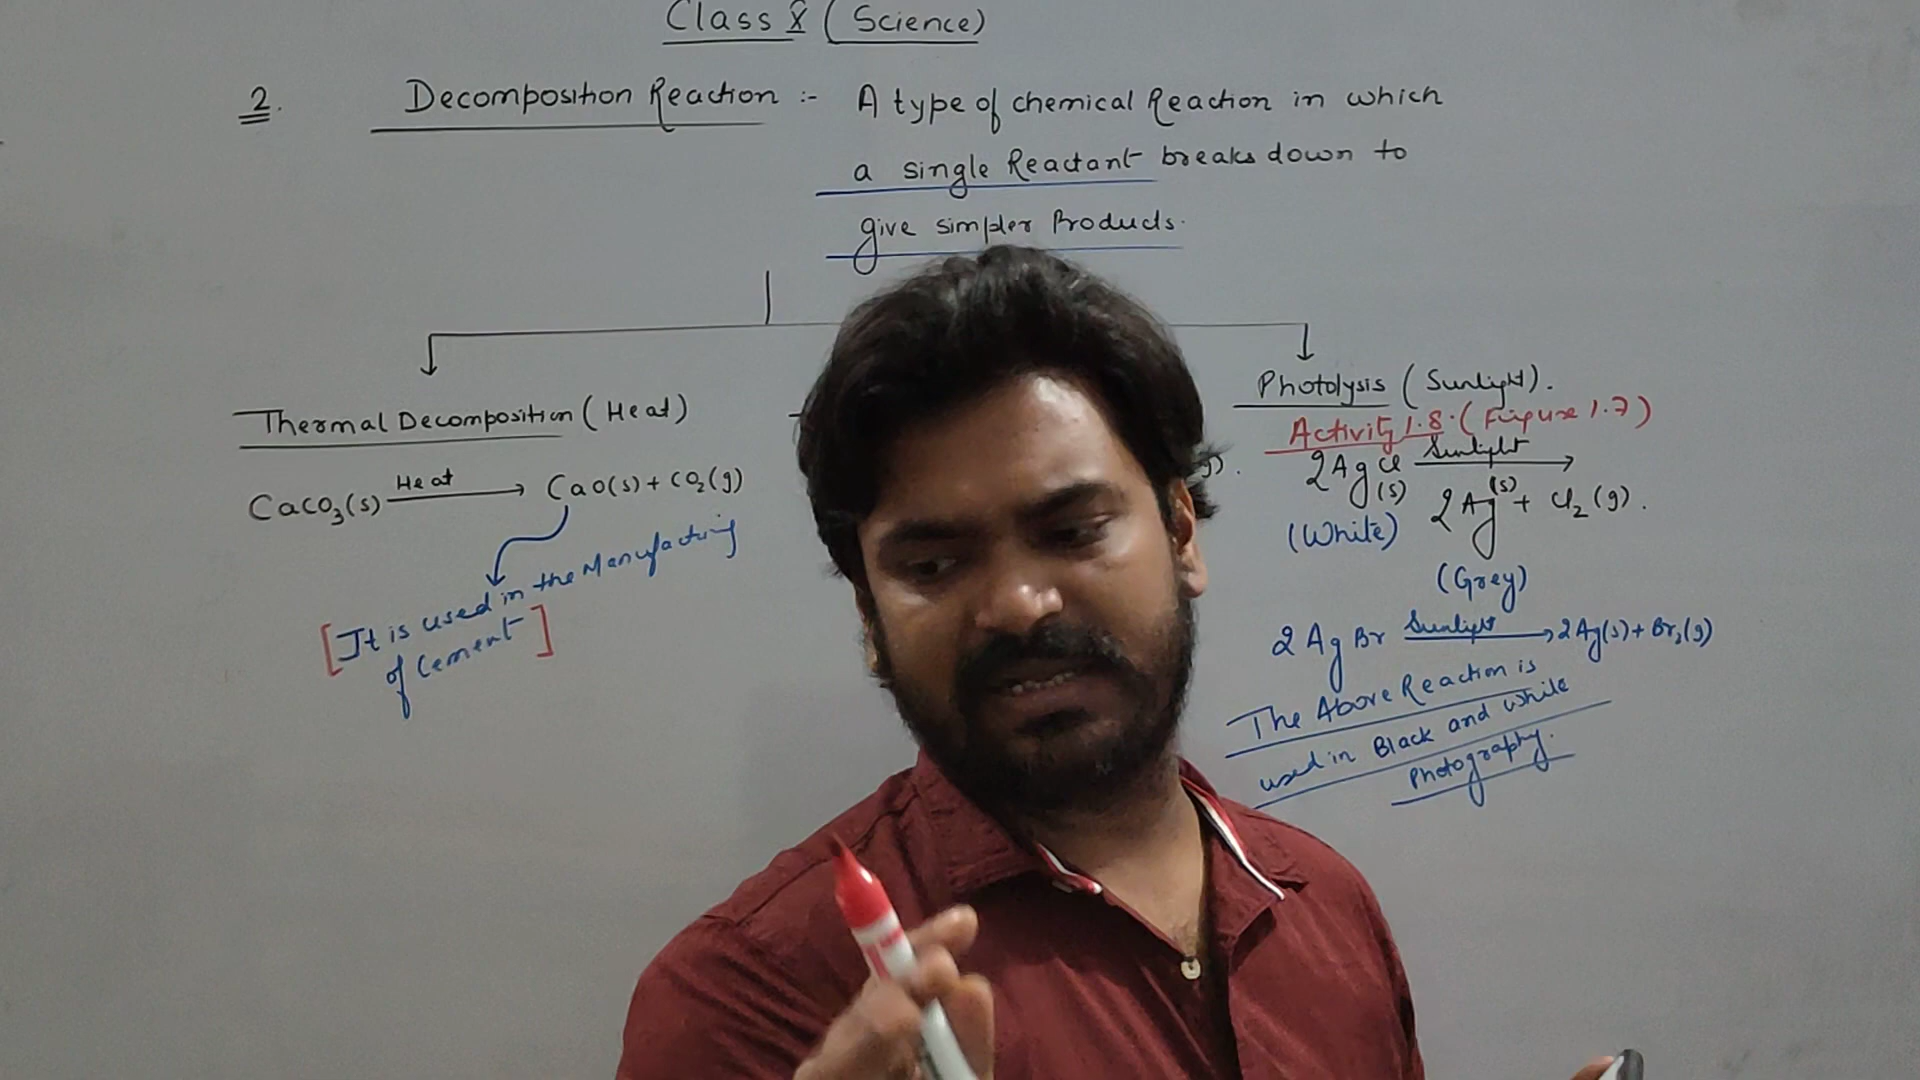 Class X (Science)
2. Decomposition Reaction :- A type of chemical Reaction in which
a single Reactant breaks down to
give simpler Products.
Thermal Decomposition (Heat)
CaCO3(s) Heat → CaO(s) + CO2(g)
[It is used in the Manufacturing
of Cement]
g).
Photolysis (Sunlight).
Activity 1.8. (Figure 1.7)
2AgCl(s) Sunlight →
2Ag(s) + Cl2(g).
(White)
(Grey)
2AgBr Sunlight → 2Ag(s) + Br2(g)
The Above Reaction is
used in Black and White
Photography.